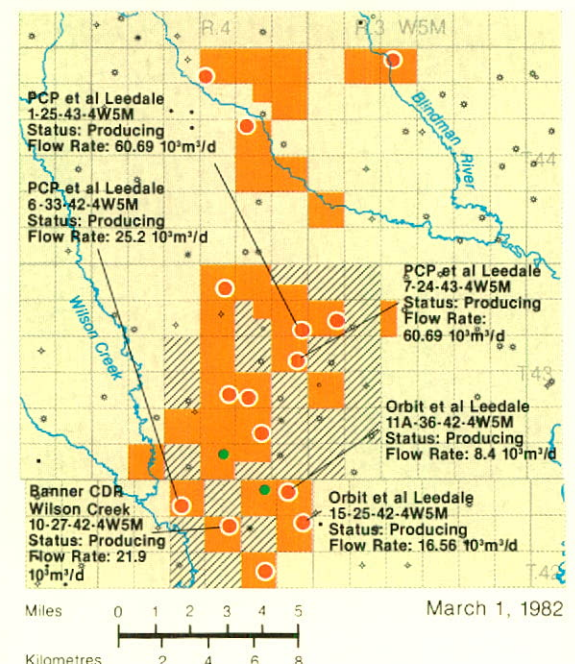 R.4
R.3 W5M
Blindman River
T.44
PCP et al Leedale
1-25-43-4W5M
Status: Producing
Flow Rate: 60.69 10³m³/d
PCP et al Leedale
6-33-42-4W5M
Status: Producing
Flow Rate: 25.2 10³m³/d
Wilson Creek
PCP et al Leedale
7-24-43-4W5M
Status: Producing
Flow Rate:
60.69 10³m³/d
T.43
Orbit et al Leedale
11A-36-42-4W5M
Status: Producing
Flow Rate: 8.4 10³m³/d
Banner CDR
Wilson Creek
10-27-42-4W5M
Status: Producing
Flow Rate: 21.9
10³m³/d
Orbit et al Leedale
15-25-42-4W5M
Status: Producing
Flow Rate: 16.56 10³m³/d
T.42
Miles 0 1 2 3 4 5
March 1, 1982
Kilometres 2 4 6 8